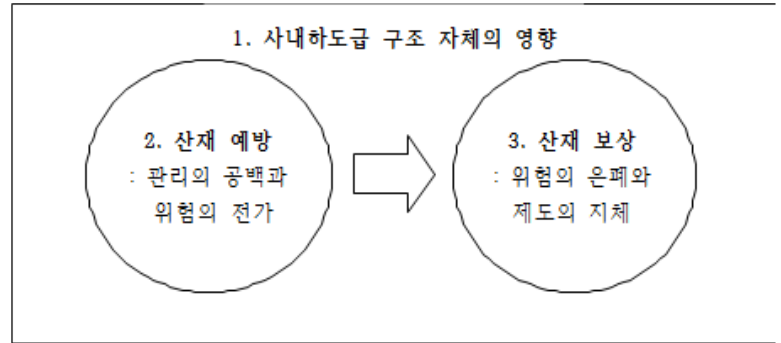 1. 사내하도급 구조 자체의 영향
2. 산재 예방
: 관리의 공백과
위험의 전가
3. 산재 보상
: 위험의 은폐와
제도의 지체